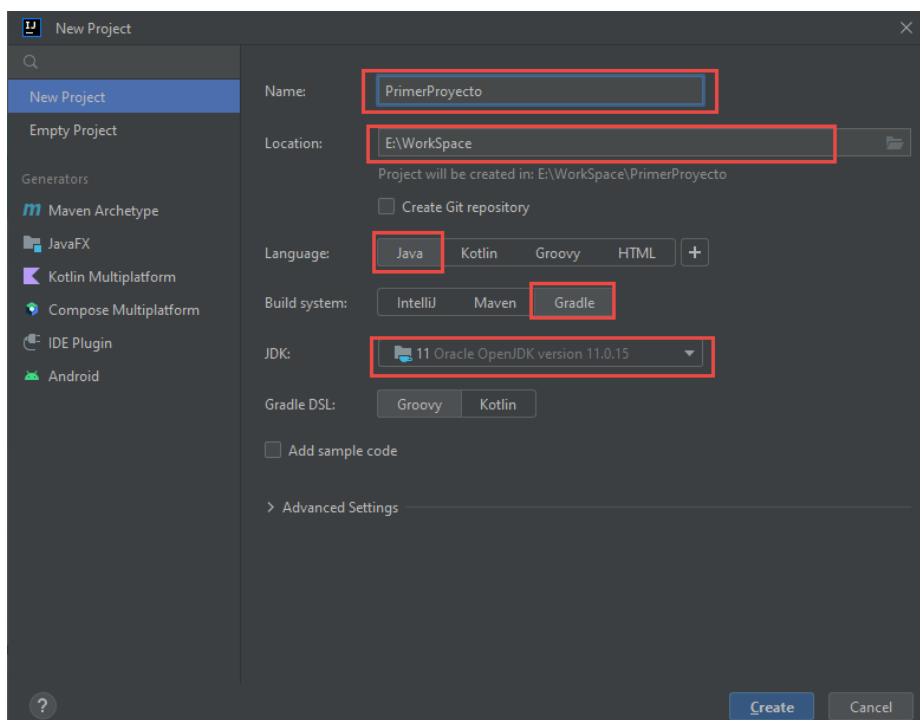 New Project
New Project
Empty Project
Generators
Maven Archetype
JavaFX
Kotlin Multiplatform
Compose Multiplatform
IDE Plugin
Android
Name: PrimerProyecto
Location: E:\WorkSpace
Project will be created in: E:\WorkSpace\PrimerProyecto
Create Git repository
Language: Java Kotlin Groovy HTML +
Build system: IntelliJ Maven Gradle
JDK: 11 Oracle OpenJDK version 11.0.15
Gradle DSL: Groovy Kotlin
Add sample code
Advanced Settings
? Create Cancel